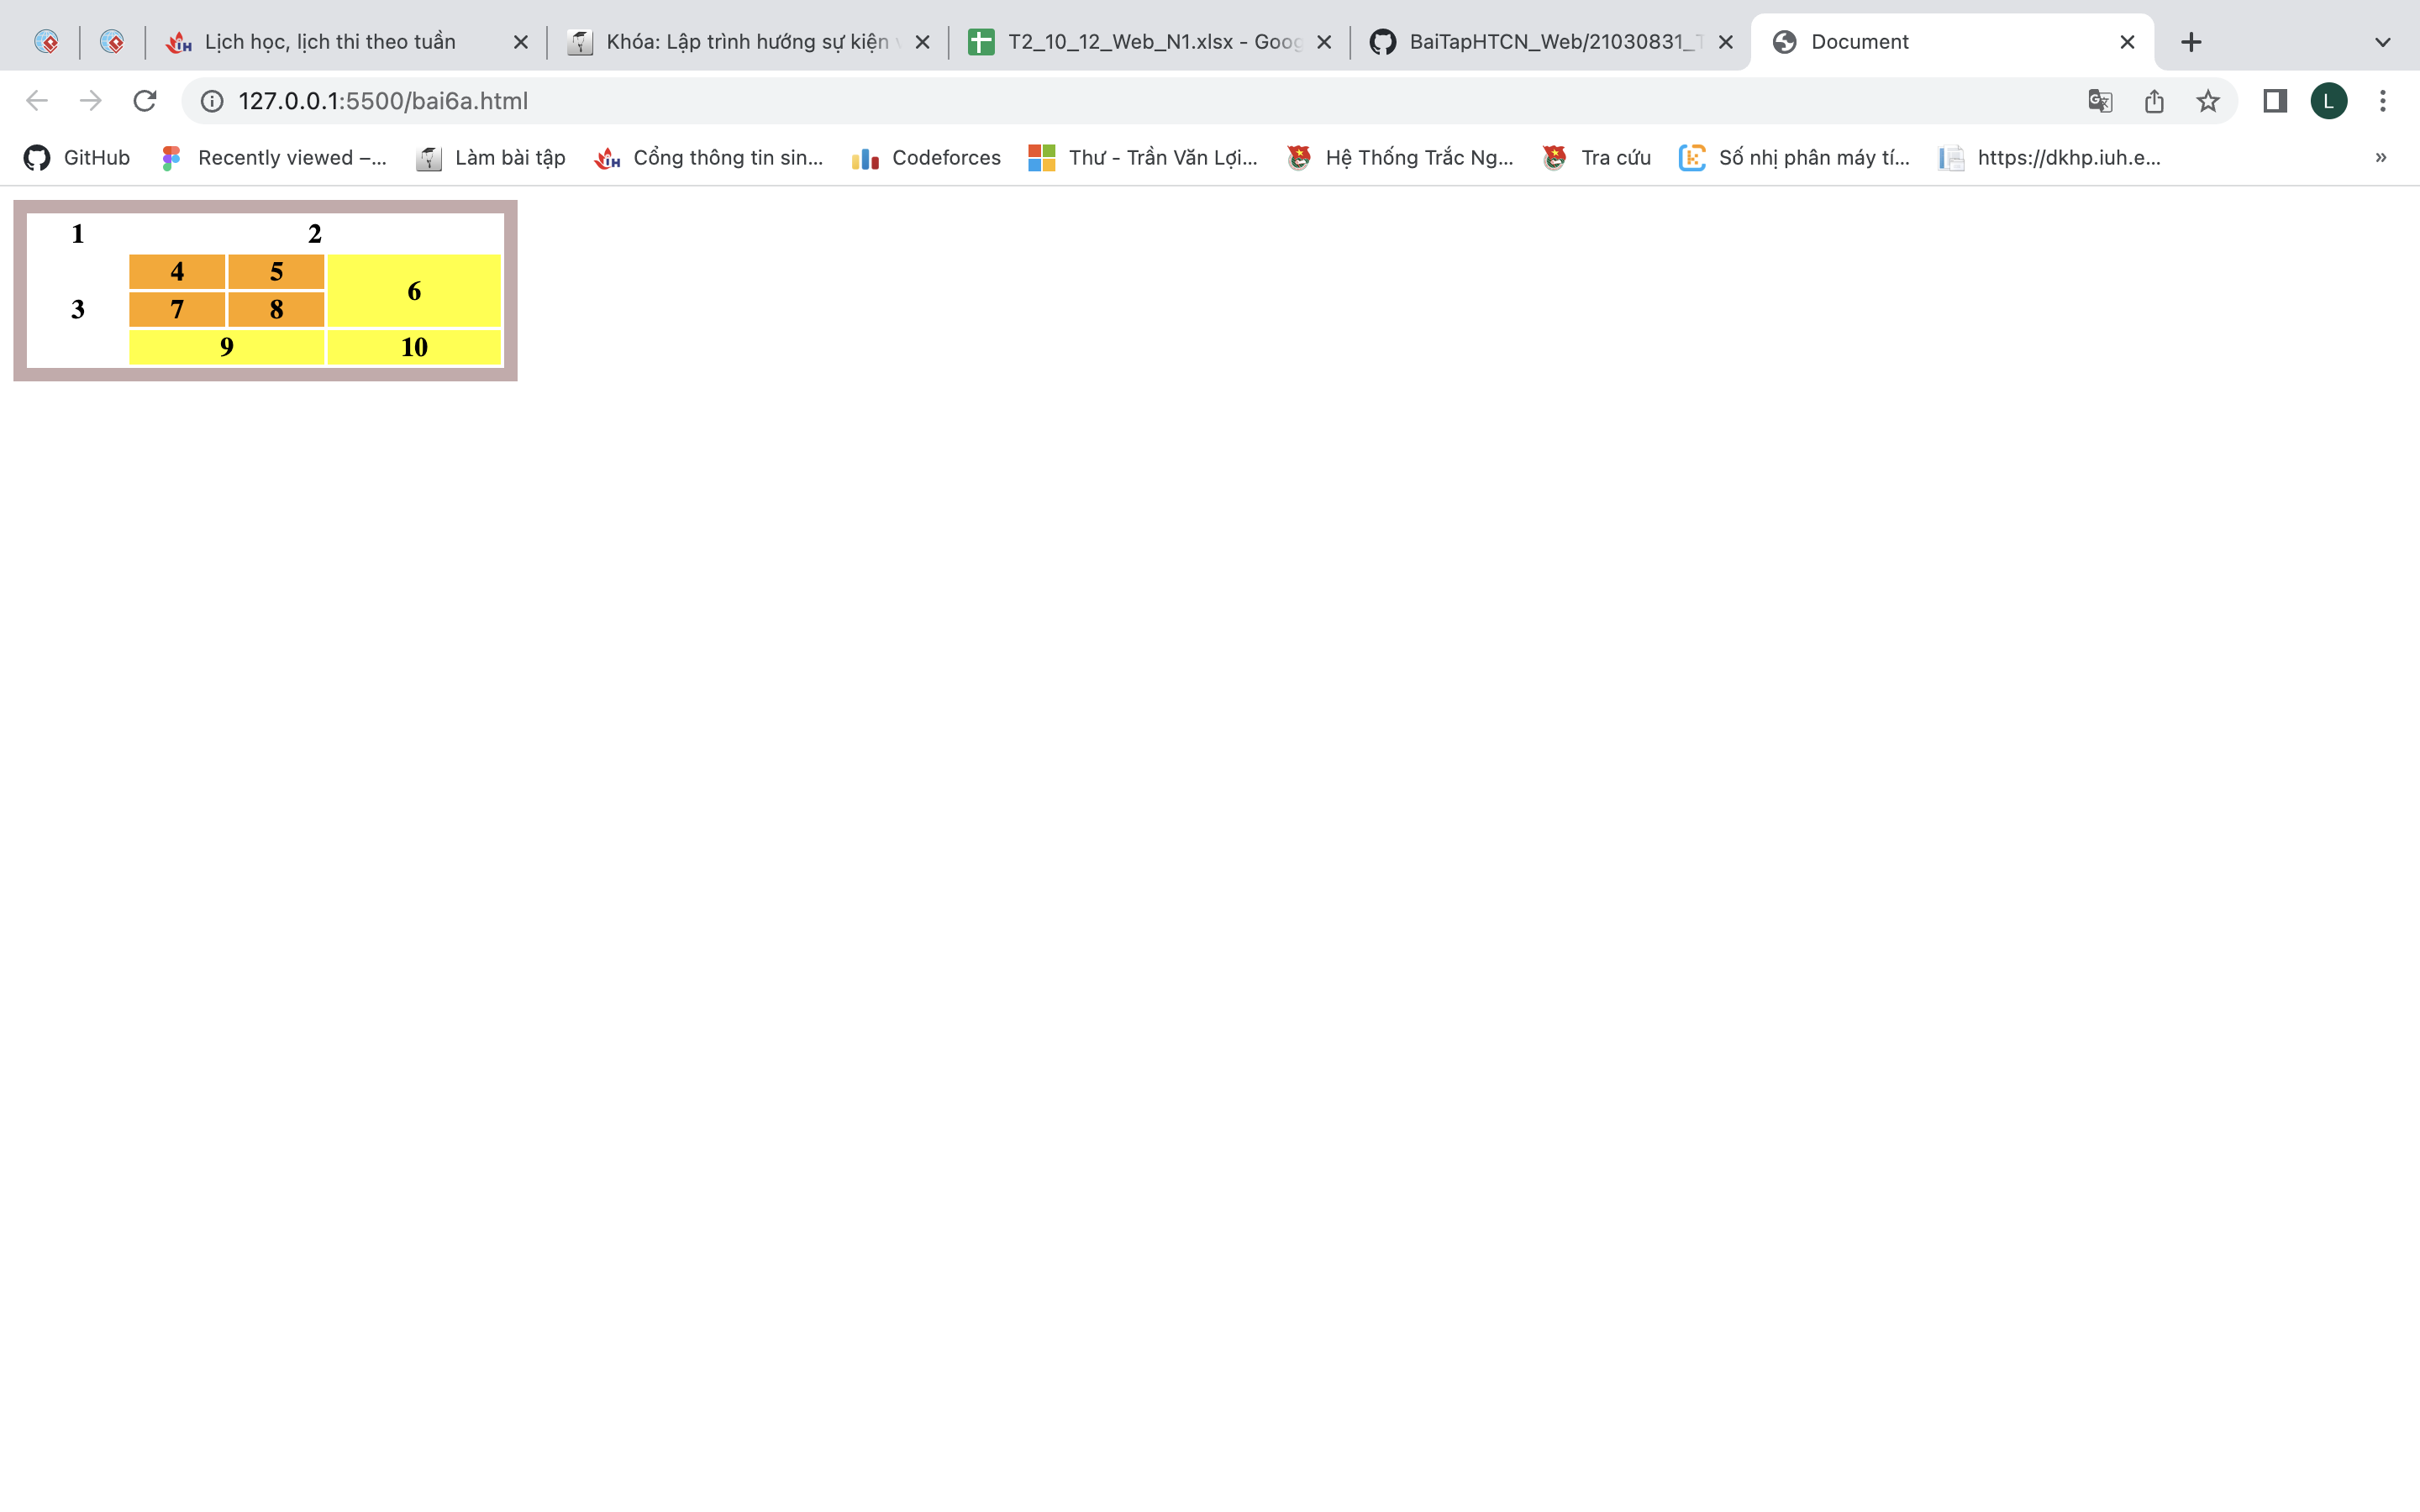 Lịch học, lịch thi theo tuần
Khóa: Lập trình hướng sự kiện
T2_10_12_Web_N1.xlsx - Goog
BaiTapHTCN_Web/21030831_T
Document
127.0.0.1:5500/bai6a.html
L
GitHub
Recently viewed –...
Làm bài tập
Cổng thông tin sin...
Codeforces
Thư - Trần Văn Lợi...
Hệ Thống Trắc Ng...
Tra cứu
Số nhị phân máy tí...
https://dkhp.iuh.e...
»
1 2
4 5 6
3 7 8
9 10